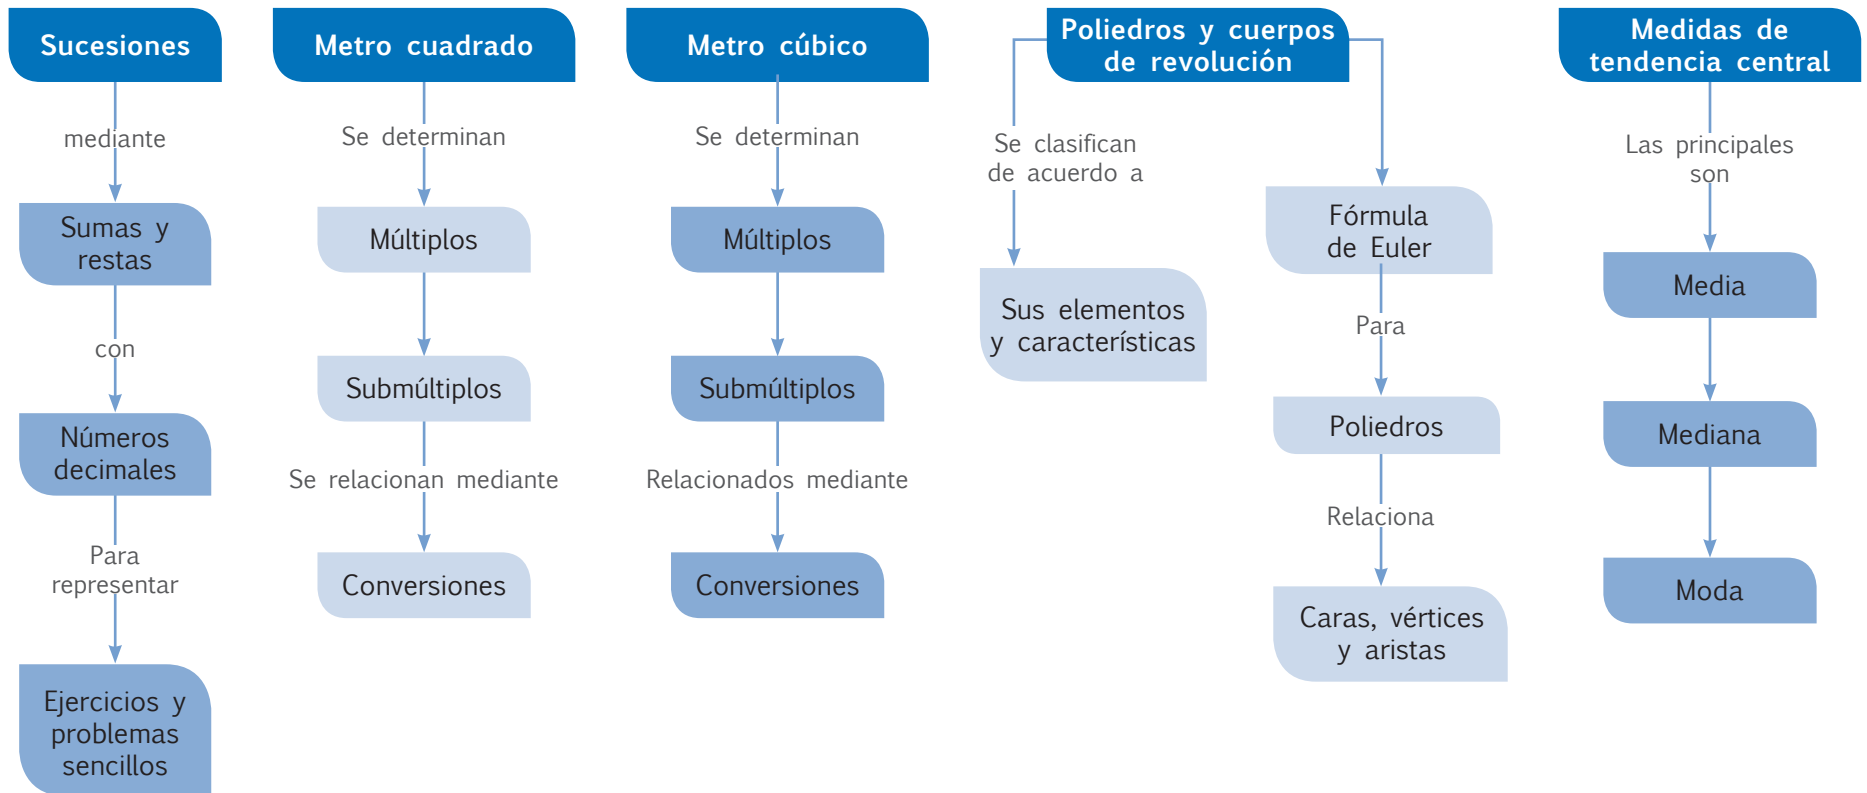 Sucesiones
mediante
Sumas y
restas
con
Números
decimales
Para
representar
Ejercicios y
problemas
sencillos
Metro cuadrado
Se determinan
Múltiplos
Submúltiplos
Se relacionan mediante
Conversiones
Metro cúbico
Se determinan
Múltiplos
Submúltiplos
Relacionados mediante
Conversiones
Poliedros y cuerpos
de revolución
Se clasifican
de acuerdo a
Sus elementos
y características
Fórmula
de Euler
Para
Poliedros
Relaciona
Caras, vértices
y aristas
Medidas de
tendencia central
Las principales
son
Media
Mediana
Moda